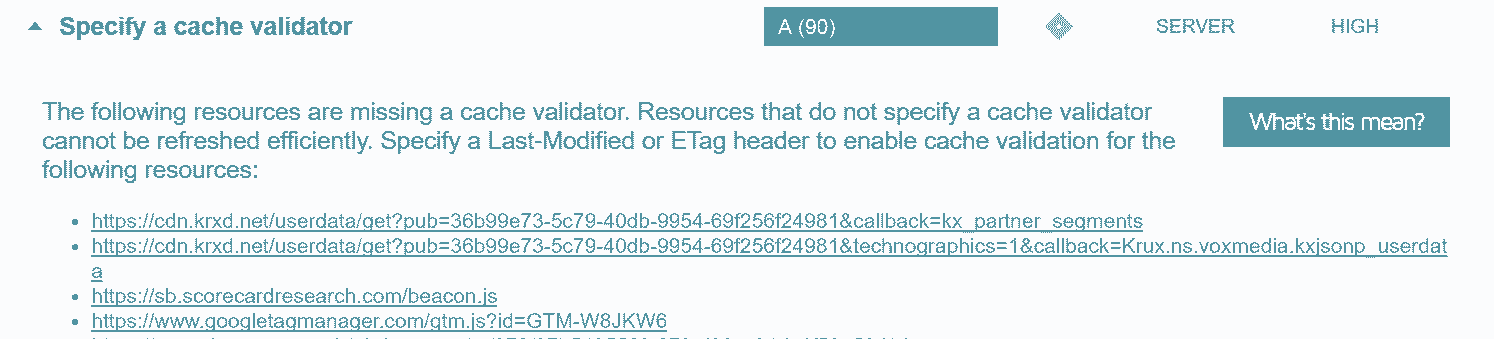 Specify a cache validator A (90) SERVER HIGH
The following resources are missing a cache validator. Resources that do not specify a cache validator
cannot be refreshed efficiently. Specify a Last-Modified or ETag header to enable cache validation for the
following resources:
What's this mean?
https://cdn.krxd.net/userdata/get?pub=36b99e73-5c79-40db-9954-69f256f24981&callback=kx_partner_segments
https://cdn.krxd.net/userdata/get?pub=36b99e73-5c79-40db-9954-69f256f24981&technographics=1&callback=Krux.ns.voxmedia.kxjsonp_userdat
a
https://sb.scorecardresearch.com/beacon.js
https://www.googletagmanager.com/gtm.js?id=GTM-W8JKW6